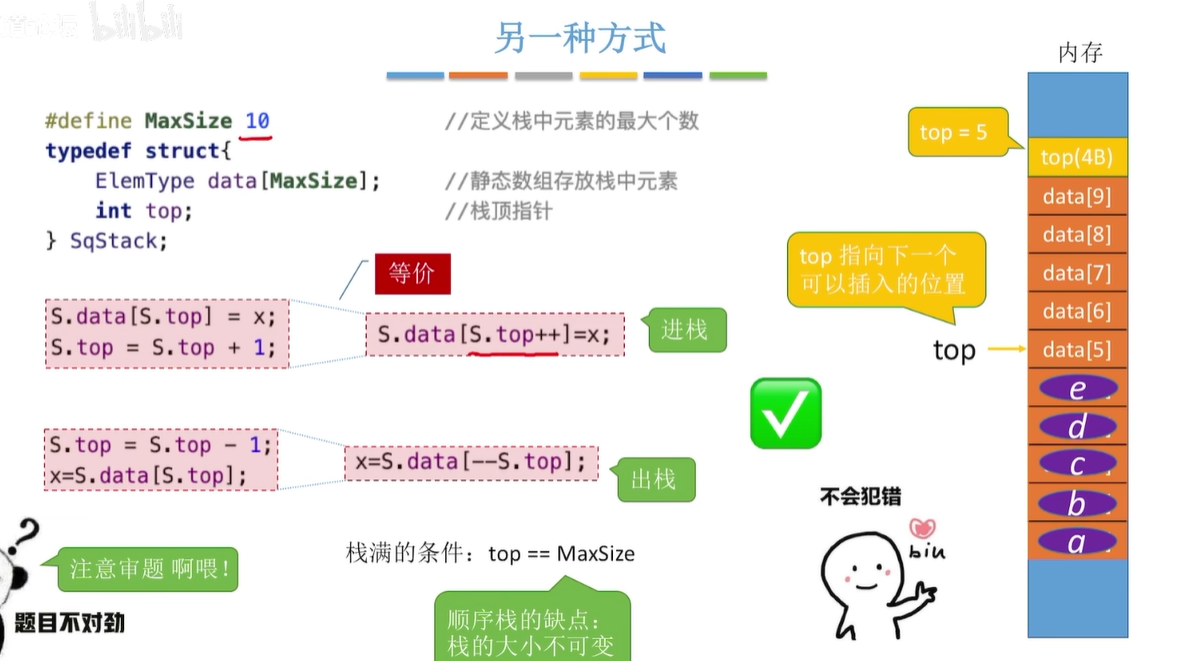 bilibili
另一种方式
#define MaxSize 10 //定义栈中元素的最大个数
typedef struct{
ElemType data[MaxSize]; //静态数组存放栈中元素
int top; //栈顶指针
} SqStack;
等价
S.data[S.top] = x;
S.top = S.top + 1;
S.data[S.top++]=x;
进栈
S.top = S.top - 1;
x=S.data[S.top];
x=S.data[--S.top];
出栈
注意审题 啊喂！
题目不对劲
栈满的条件：top == MaxSize
顺序栈的缺点：
栈的大小不可变
不会犯错
biu
内存
top = 5
top(4B)
data[9]
data[8]
data[7]
data[6]
top 指向下一个
可以插入的位置
top
data[5]
e
d
c
b
a